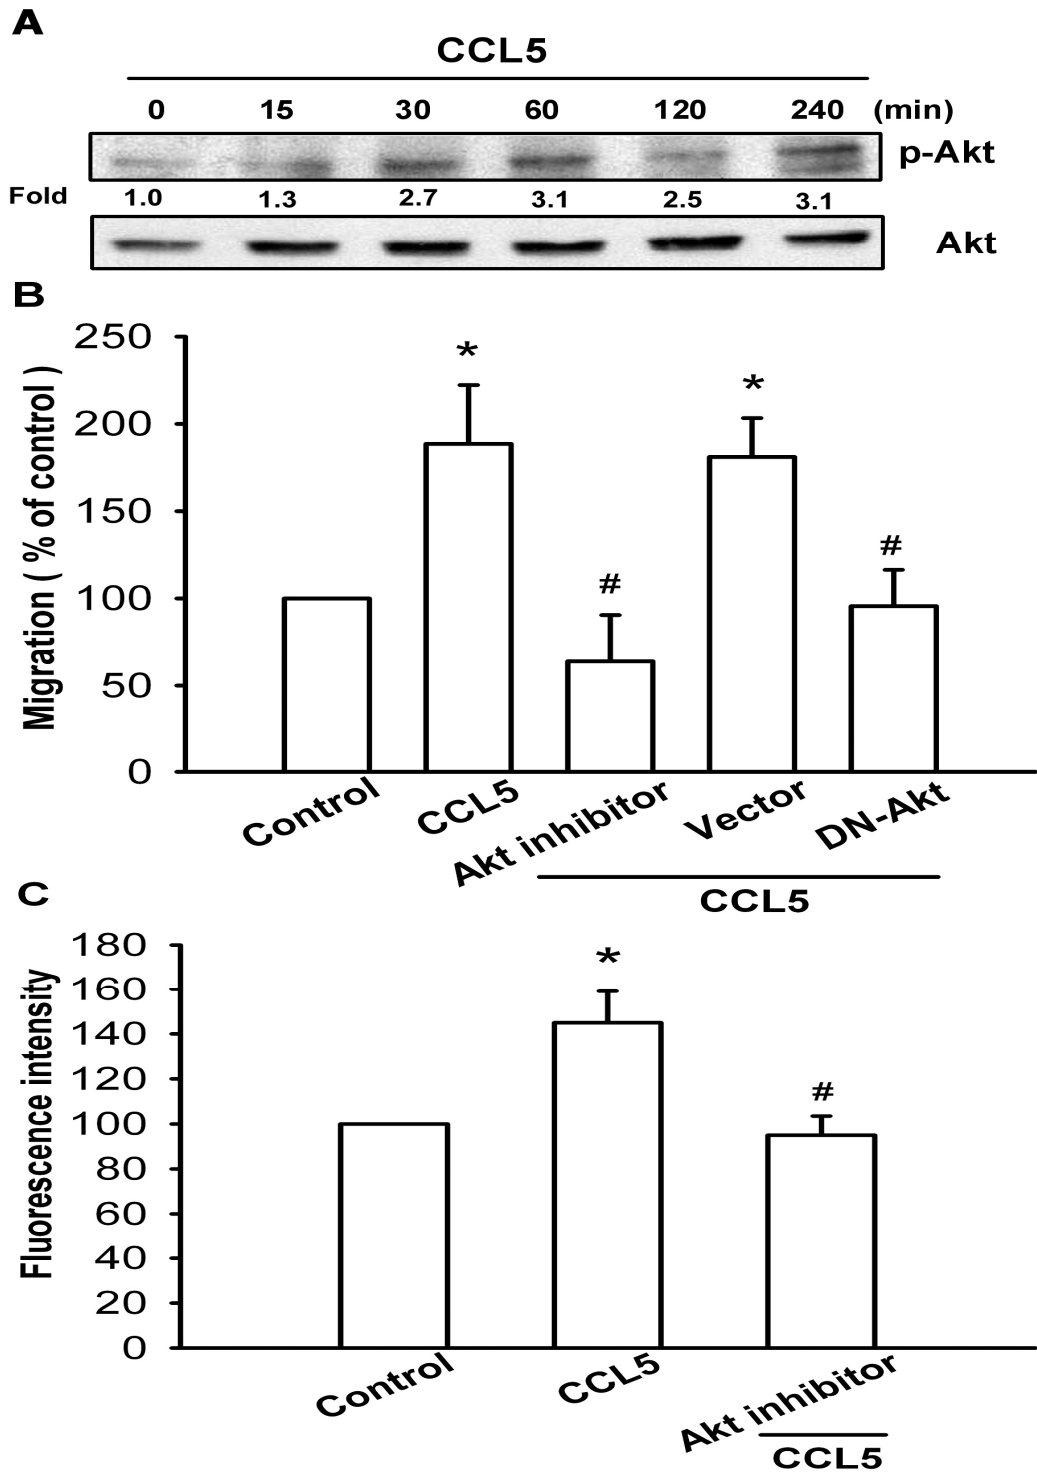 A
CCL5
0 15 30 60 120 240 (min)
p-Akt
Fold 1.0 1.3 2.7 3.1 2.5 3.1
Akt
B
250
200
150
100
50
0
Migration ( % of control )
* # * #
Control CCL5 Akt inhibitor Vector DN-Akt
CCL5
C
180
160
140
120
100
80
60
40
20
0
Fluorescence intensity
* #
Control CCL5 Akt inhibitor
CCL5